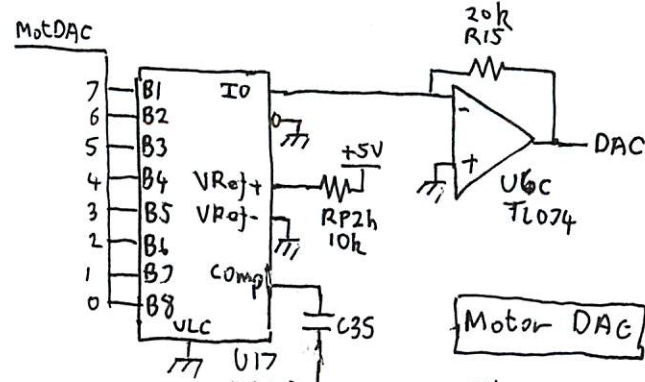 MotDAC
7 B1 IO
6 B2
5 B3
4 B4 VRef+
3 B5 VRef-
2 B6
1 B7 Comp
0 B8
VLC
U17
+5V
RP2h
10k
C35
20k
R15
-
+
U6C
TL074
DAC
Motor DAC